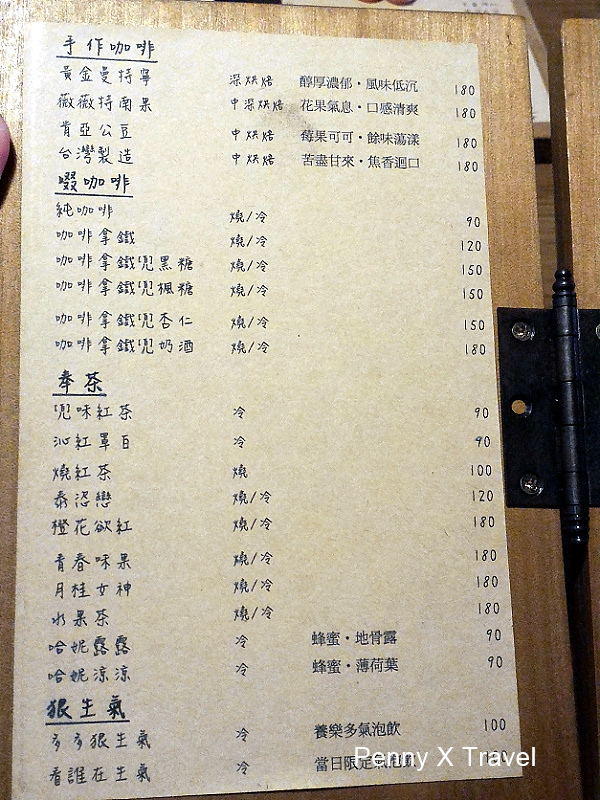 手作咖啡
黃金曼特寧 深烘焙 醇厚濃郁・風味低沉 180
薇薇特南果 中深烘焙 花果氣息・口感清爽 180
肯亞公豆 中烘焙 莓果可可・餘味蕩漾 180
台灣製造 中烘焙 苦盡甘來・焦香迴口 180
啜咖啡
純咖啡 燒/冷 90
咖啡拿鐵 燒/冷 120
咖啡拿鐵兜黑糖 燒/冷 150
咖啡拿鐵兜楓糖 燒/冷 150
咖啡拿鐵兜杏仁 燒/冷 150
咖啡拿鐵兜奶酒 燒/冷 180
奉茶
兜味紅茶 冷 90
沁紅罩白 冷 90
燒紅茶 燒 100
泰恣戀 燒/冷 120
橙花欲紅 燒/冷 180
青春味果 燒/冷 180
月桂女神 燒/冷 180
水果茶 燒/冷 180
哈妮露露 冷 蜂蜜・地骨露 90
哈妮涼涼 冷 蜂蜜・薄荷葉 90
狠生氣
多多狠生氣 冷 養樂多氣泡飲 100
看誰在生氣 冷 當日限定氣泡飲
Penny X Travel